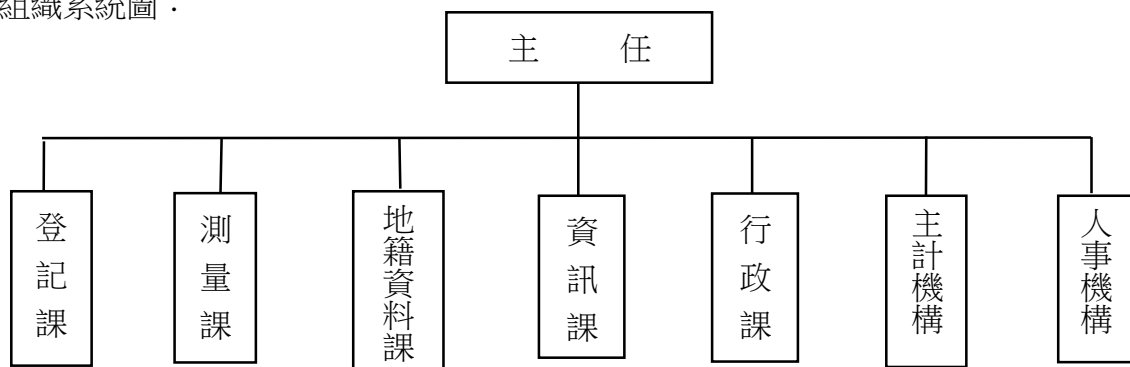 組織系統圖：
主任
登記課
測量課
地籍資料課
資訊課
行政課
主計機構
人事機構